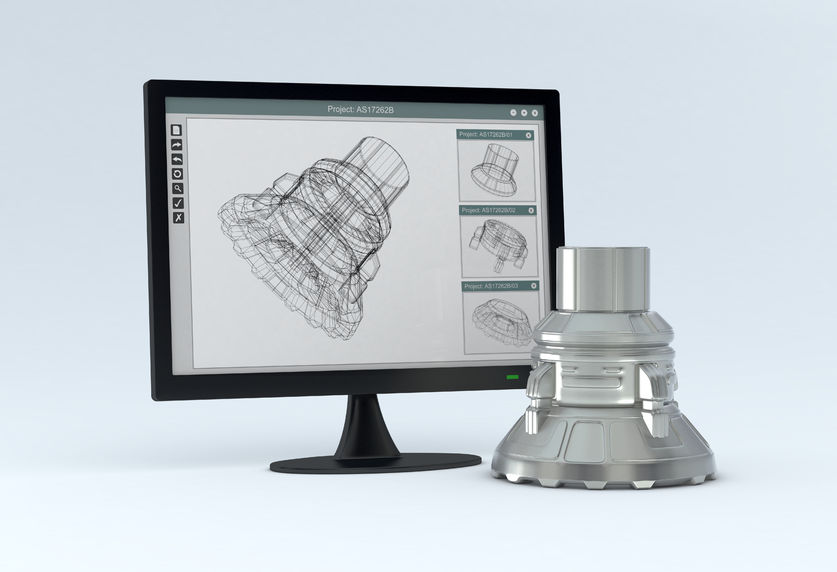 Project: AS17262B
Project: AS17262B/01
Project: AS17262B/02
Project: AS17262B/03